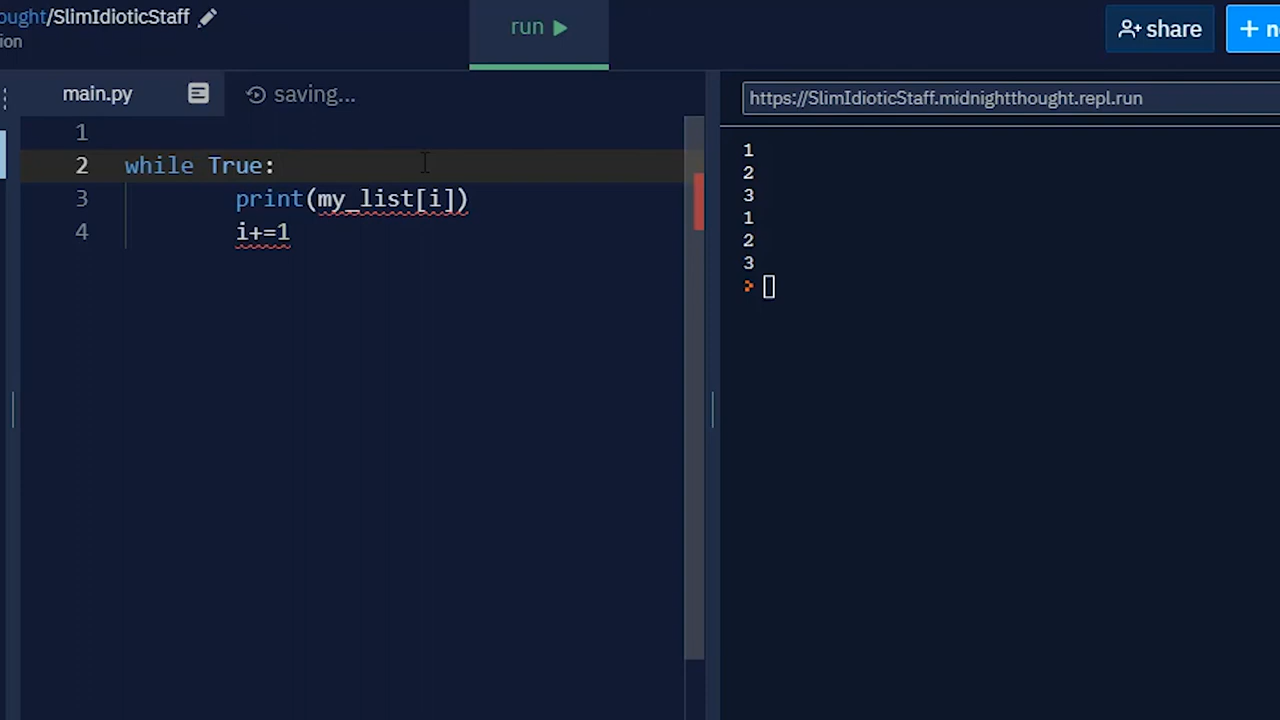 ought/SlimIdioticStaff
ion
run
share
main.py
saving...
https://SlimIdioticStaff.midnightthought.repl.run
1
2 while True:
3 print(my_list[i])
4 i+=1
1
2
3
1
2
3
>